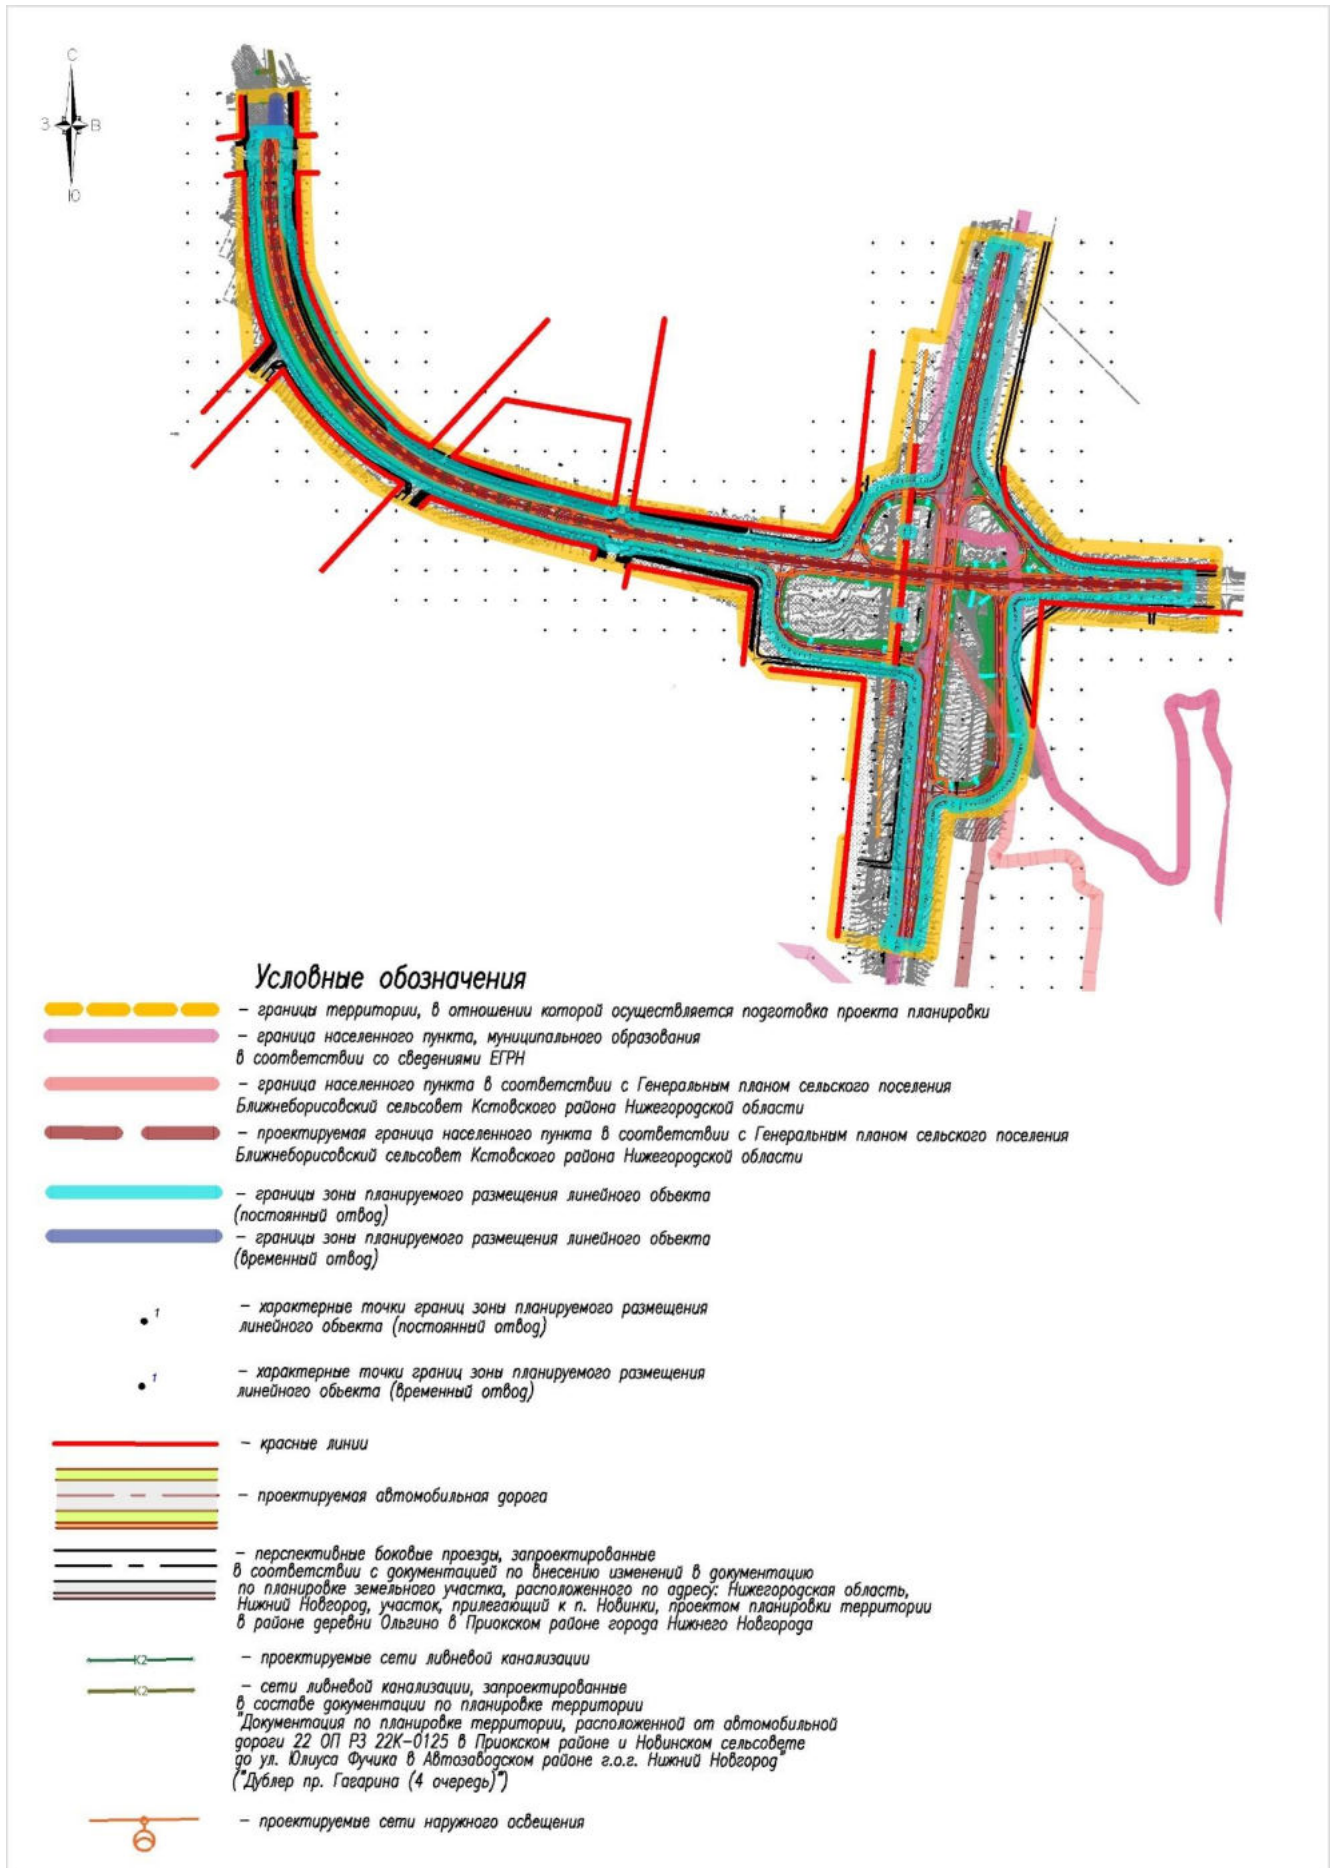 С
З В
Ю
Условные обозначения
– границы территории, в отношении которой осуществляется подготовка проекта планировки
– граница населенного пункта, муниципального образования
в соответствии со сведениями ЕГРН
– граница населенного пункта в соответствии с Генеральным планом сельского поселения
Ближнеборисовский сельсовет Кстовского района Нижегородской области
– проектируемая граница населенного пункта в соответствии с Генеральным планом сельского поселения
Ближнеборисовский сельсовет Кстовского района Нижегородской области
– границы зоны планируемого размещения линейного объекта
(постоянный отвод)
– границы зоны планируемого размещения линейного объекта
(временный отвод)
1
– характерные точки границ зоны планируемого размещения
линейного объекта (постоянный отвод)
1
– характерные точки границ зоны планируемого размещения
линейного объекта (временный отвод)
– красные линии
– проектируемая автомобильная дорога
– перспективные боковые проезды, запроектированные
в соответствии с документацией по внесению изменений в документацию
по планировке земельного участка, расположенного по адресу: Нижегородская область,
Нижний Новгород, участок, прилегающий к п. Новинки, проектом планировки территории
в районе деревни Ольгино в Приокском районе города Нижнего Новгорода
К2 – проектируемые сети ливневой канализации
К2 – сети ливневой канализации, запроектированные
в составе документации по планировке территории
"Документация по планировке территории, расположенной от автомобильной
дороги 22 ОП РЗ 22К-0125 в Приокском районе и Новинском сельсовете
до ул. Юлиуса Фучика в Автозаводском районе г.о.г. Нижний Новгород"
("Дублер пр. Гагарина (4 очередь)")
– проектируемые сети наружного освещения